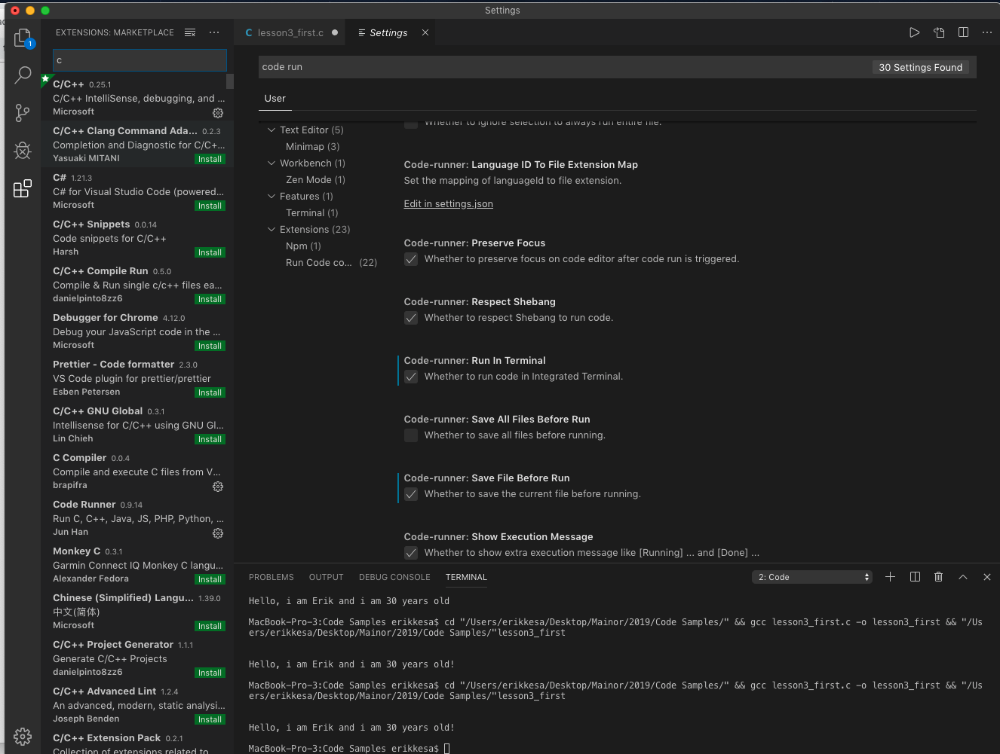 Settings
EXTENSIONS: MARKETPLACE
1
c
C/C++ 0.25.1
C/C++ IntelliSense, debugging, and ...
Microsoft
C/C++ Clang Command Ada... 0.2.3
Completion and Diagnostic for C/C+...
Yasuaki MITANI
Install
C# 1.21.3
C# for Visual Studio Code (powered...
Microsoft
Install
C/C++ Snippets 0.0.14
Code snippets for C/C++
Harsh
Install
C/C++ Compile Run 0.5.0
Compile & Run single c/c++ files ea...
danielpinto8zz6
Install
Debugger for Chrome 4.12.0
Debug your JavaScript code in the ...
Microsoft
Install
Prettier - Code formatter 2.3.0
VS Code plugin for prettier/prettier
Esben Petersen
Install
C/C++ GNU Global 0.3.1
Intellisense for C/C++ using GNU Gl...
Lin Chieh
Install
C Compiler 0.0.4
Compile and execute C files from V...
brapifra
Code Runner 0.9.14
Run C, C++, Java, JS, PHP, Python, ...
Jun Han
Monkey C 0.3.1
Garmin Connect IQ Monkey C langu...
Alexander Fedora
Install
Chinese (Simplified) Langu... 1.39.0
中文(简体)
Microsoft
Install
C/C++ Project Generator 1.1.1
Generate C/C++ Projects
danielpinto8zz6
Install
C/C++ Advanced Lint 1.2.4
An advanced, modern, static analysi...
Joseph Benden
Install
C/C++ Extension Pack 0.2.1
Collection of extensions related to
C lesson3_first.c
Settings
code run
30 Settings Found
User
Text Editor (5)
Minimap (3)
Workbench (1)
Zen Mode (1)
Features (1)
Terminal (1)
Extensions (23)
Npm (1)
Run Code co... (22)
Whether to ignore selection to always run entire file.
Code-runner: Language ID To File Extension Map
Set the mapping of languageId to file extension.
Edit in settings.json
Code-runner: Preserve Focus
Whether to preserve focus on code editor after code run is triggered.
Code-runner: Respect Shebang
Whether to respect Shebang to run code.
Code-runner: Run In Terminal
Whether to run code in Integrated Terminal.
Code-runner: Save All Files Before Run
Whether to save all files before running.
Code-runner: Save File Before Run
Whether to save the current file before running.
Code-runner: Show Execution Message
Whether to show extra execution message like [Running] ... and [Done] ...
PROBLEMS OUTPUT DEBUG CONSOLE TERMINAL
2: Code
Hello, i am Erik and i am 30 years old
MacBook-Pro-3:Code Samples erikkesa$ cd "/Users/erikkesa/Desktop/Mainor/2019/Code Samples/" && gcc lesson3_first.c -o lesson3_first && "/Us
ers/erikkesa/Desktop/Mainor/2019/Code Samples/"lesson3_first
Hello, i am Erik and i am 30 years old!
MacBook-Pro-3:Code Samples erikkesa$ cd "/Users/erikkesa/Desktop/Mainor/2019/Code Samples/" && gcc lesson3_first.c -o lesson3_first && "/Us
ers/erikkesa/Desktop/Mainor/2019/Code Samples/"lesson3_first
Hello, i am Erik and i am 30 years old!
MacBook-Pro-3:Code Samples erikkesa$